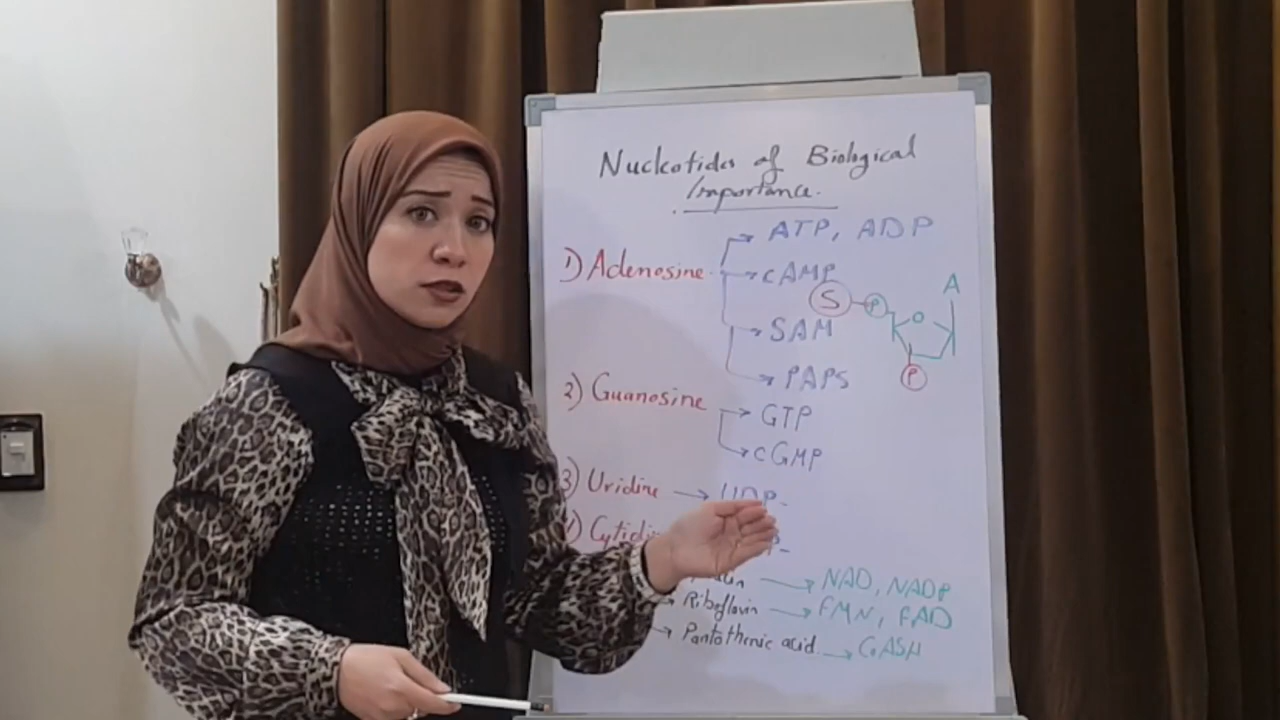 Nucleotides of Biological
Importance.
ATP, ADP
1) Adenosine
cAMP
A
S P O
SAM
P
PAPS
2) Guanosine
GTP
cGMP
3) Uridine UDP-
NAD, NADP
Riboflavin FMN, FAD
Pantothenic acid. CoASH